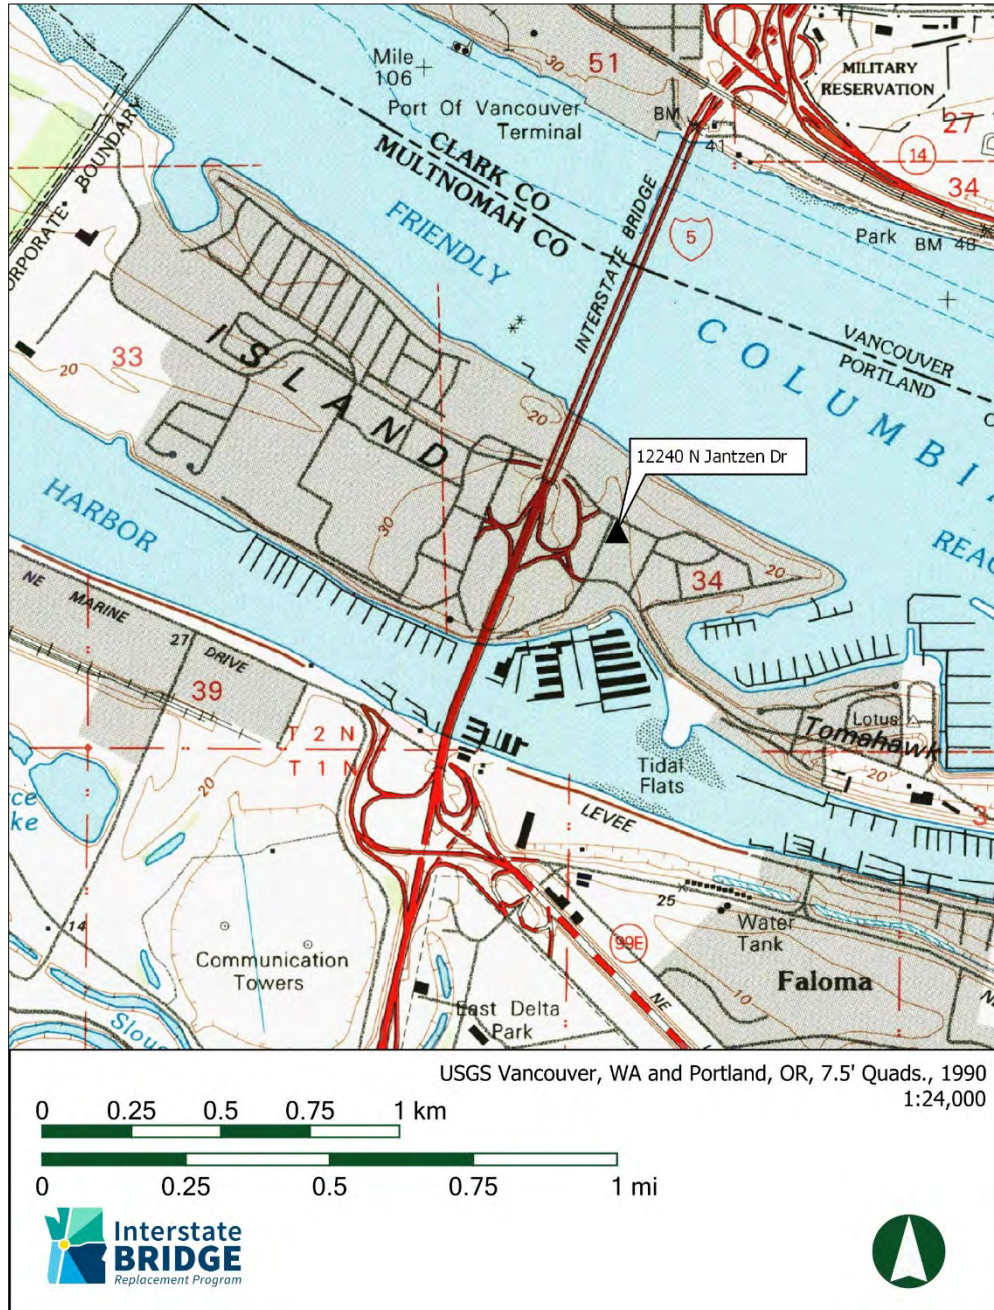 Mile
106
30
51
MILITARY
RESERVATION
Port Of Vancouver
Terminal
BM
41
27
14
34
CORPORATE BOUNDARY
CLARK CO
MULTNOMAH CO
FRIENDLY
INTERSTATE BRIDGE
5
Park
BM 48
VANCOUVER
PORTLAND
COLUMBIA
33
20
ISLAND
20
12240 N Jantzen Dr
30
HARBOR
34
20
NE MARINE DRIVE
27
39
Lotus
Tomahawk
20
3
T 2 N
T 1 N
20
Tidal
Flats
LEVEE
14
25
Water
Tank
Communication
Towers
99E
Faloma
10
NE
East Delta
Park
USGS Vancouver, WA and Portland, OR, 7.5' Quads., 1990
1:24,000
0 0.25 0.5 0.75 1 km
0 0.25 0.5 0.75 1 mi
Interstate
BRIDGE
Replacement Program